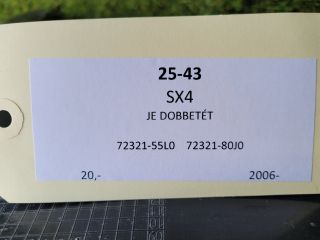 25-43
SX4
JE DOBBETÉT
72321-55L0 72321-80J0
20,- 2006-